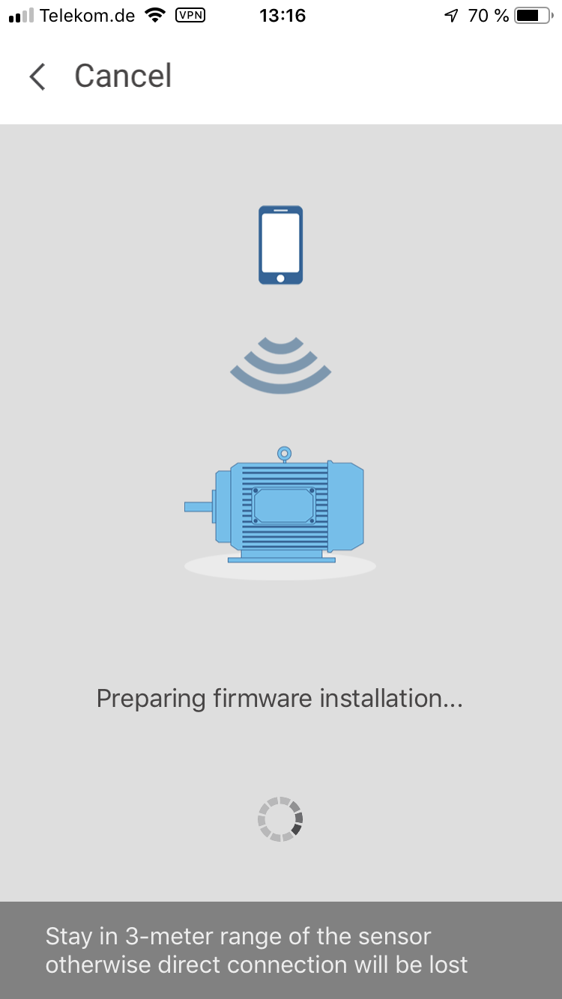 Telekom.de VPN 13:16 70 %
Cancel
Preparing firmware installation...
Stay in 3-meter range of the sensor
otherwise direct connection will be lost